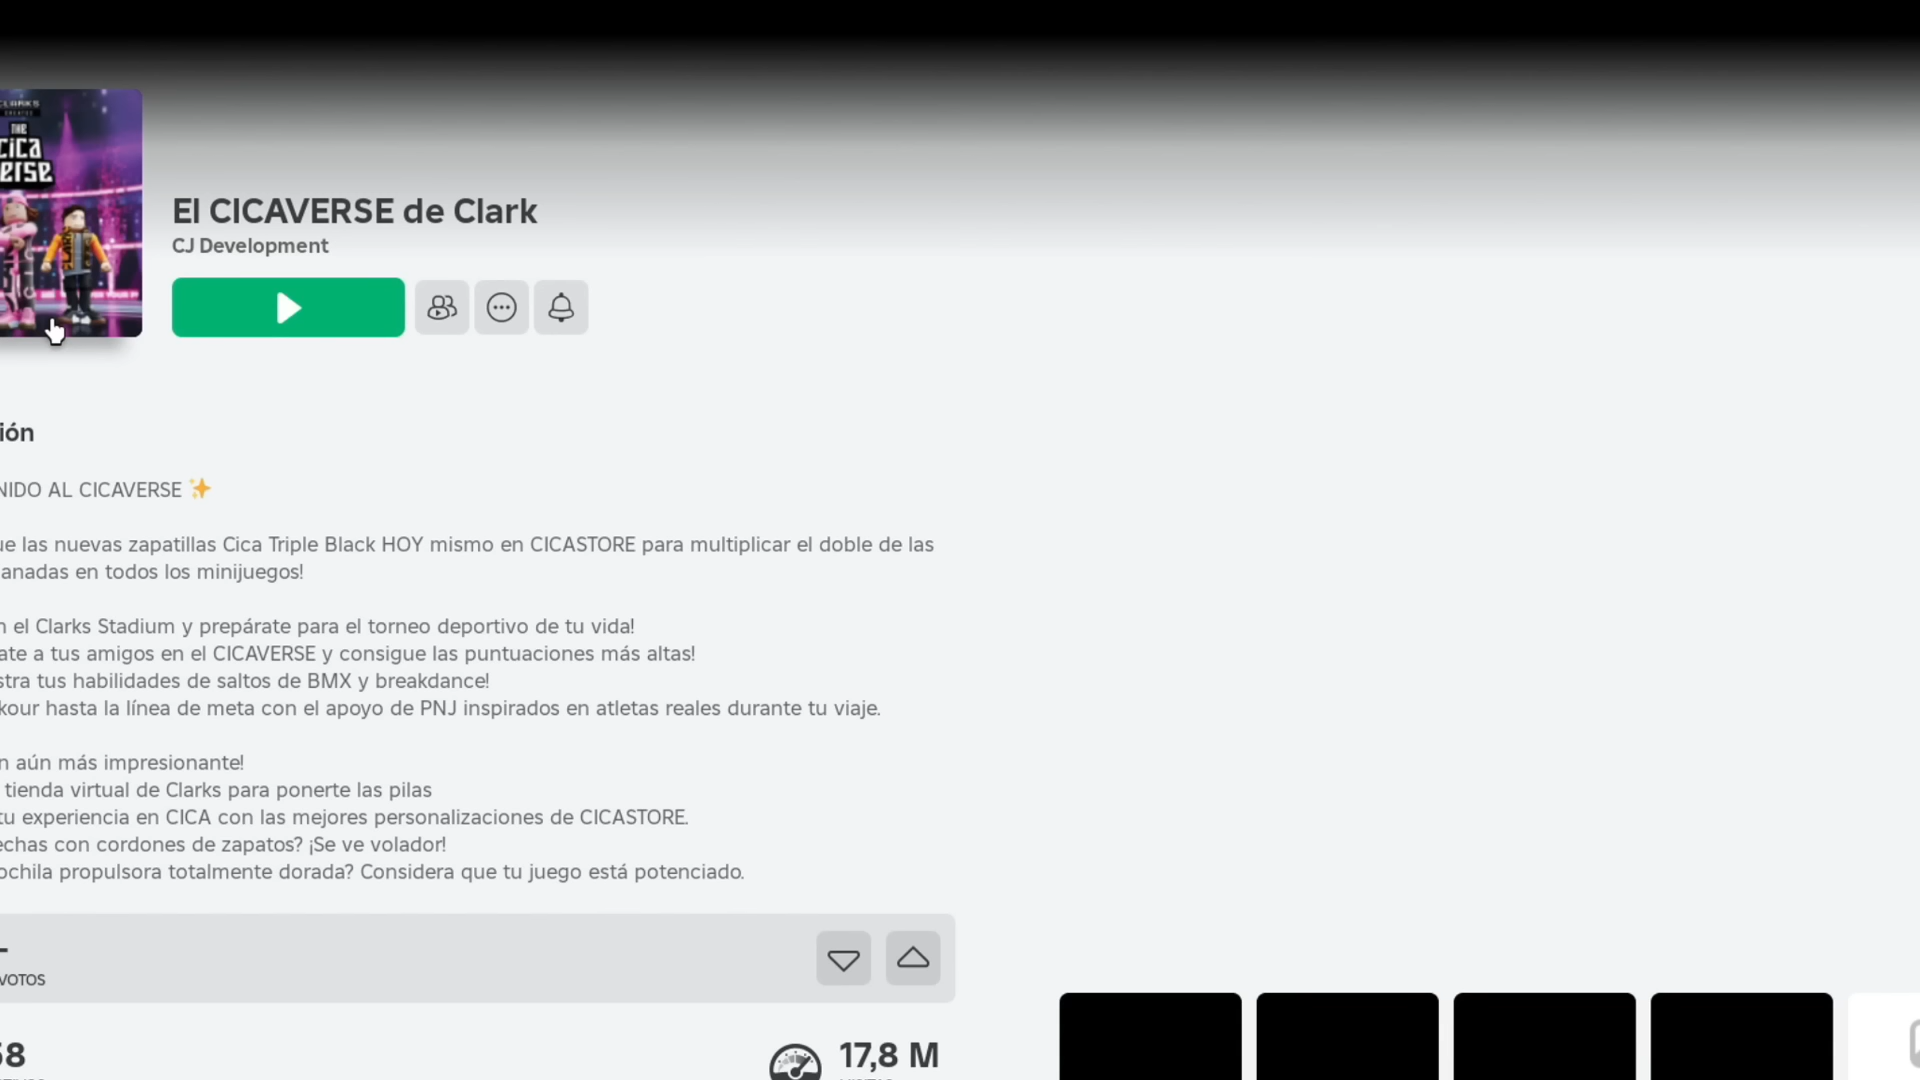 CLARKS
THE
cica
erse
El CICAVERSE de Clark
CJ Development
ión
NIDO AL CICAVERSE ✨
ue las nuevas zapatillas Cica Triple Black HOY mismo en CICASTORE para multiplicar el doble de las
anadas en todos los minijuegos!
n el Clarks Stadium y prepárate para el torneo deportivo de tu vida!
ate a tus amigos en el CICAVERSE y consigue las puntuaciones más altas!
stra tus habilidades de saltos de BMX y breakdance!
kour hasta la línea de meta con el apoyo de PNJ inspirados en atletas reales durante tu viaje.
n aún más impresionante!
tienda virtual de Clarks para ponerte las pilas
tu experiencia en CICA con las mejores personalizaciones de CICASTORE.
echas con cordones de zapatos? ¡Se ve volador!
ochila propulsora totalmente dorada? Considera que tu juego está potenciado.
VOTOS
58
17,8 M